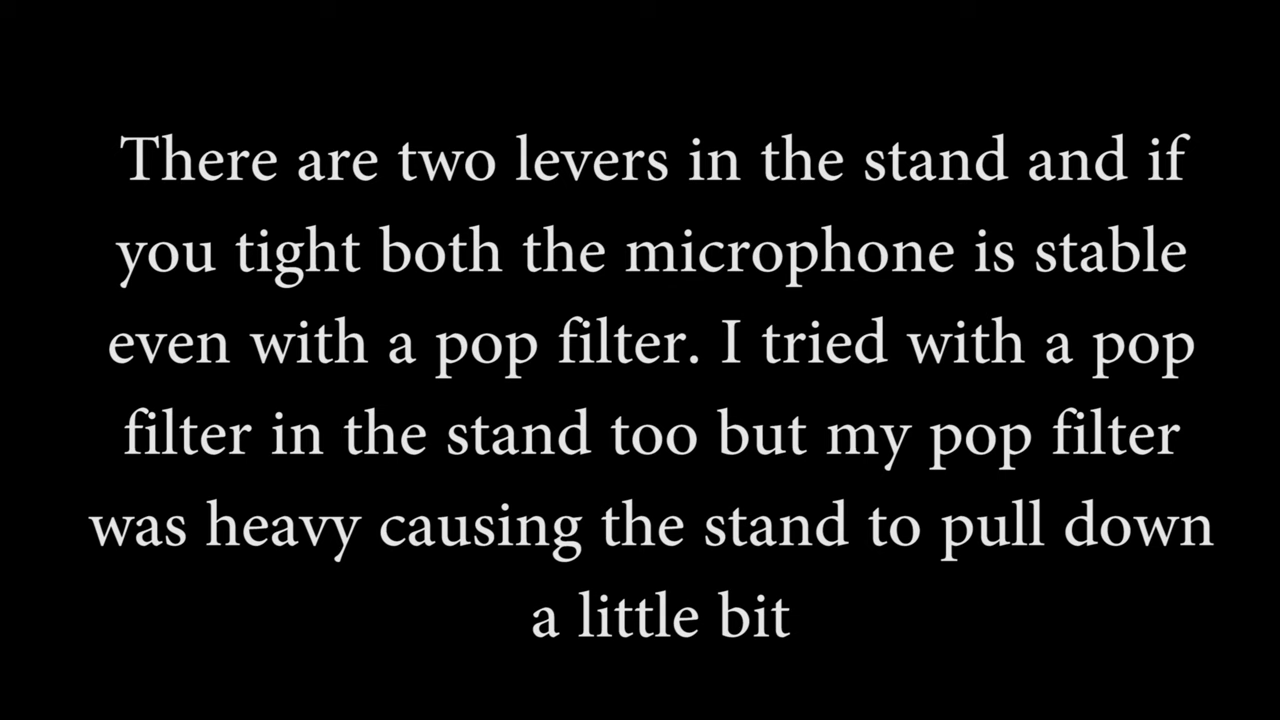 There are two levers in the stand and if
you tight both the microphone is stable
even with a pop filter. I tried with a pop
filter in the stand too but my pop filter
was heavy causing the stand to pull down
a little bit